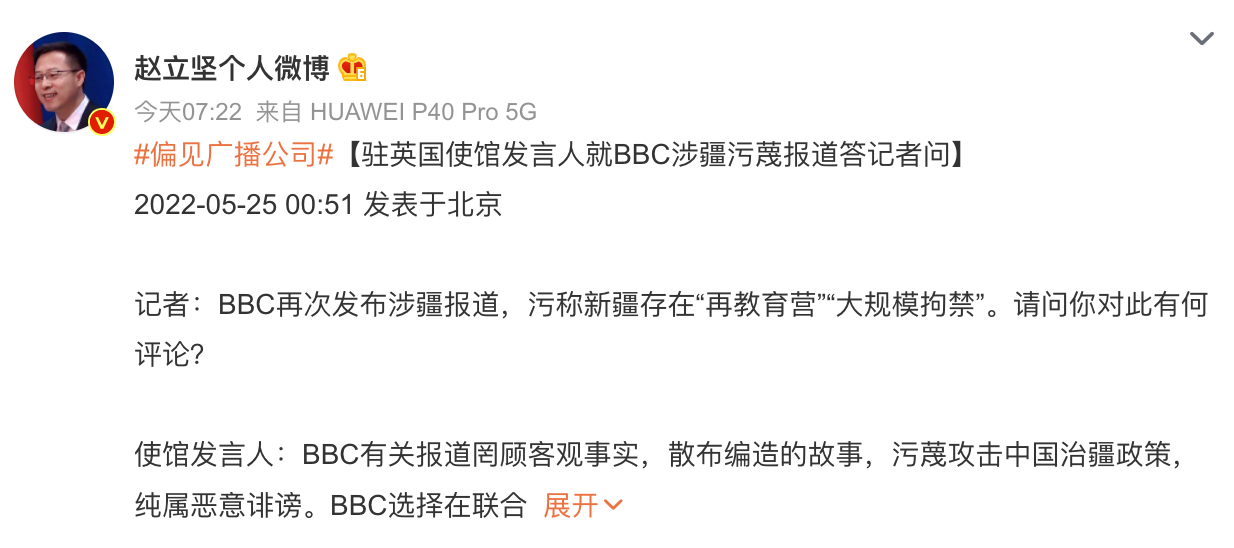 赵立坚个人微博
今天07:22 来自 HUAWEI P40 Pro 5G
#偏见广播公司#【驻英国使馆发言人就BBC涉疆污蔑报道答记者问】
2022-05-25 00:51 发表于北京
记者：BBC再次发布涉疆报道，污称新疆存在“再教育营”“大规模拘禁”。请问你对此有何
评论？
使馆发言人：BBC有关报道罔顾客观事实，散布编造的故事，污蔑攻击中国治疆政策，
纯属恶意诽谤。BBC选择在联合 展开